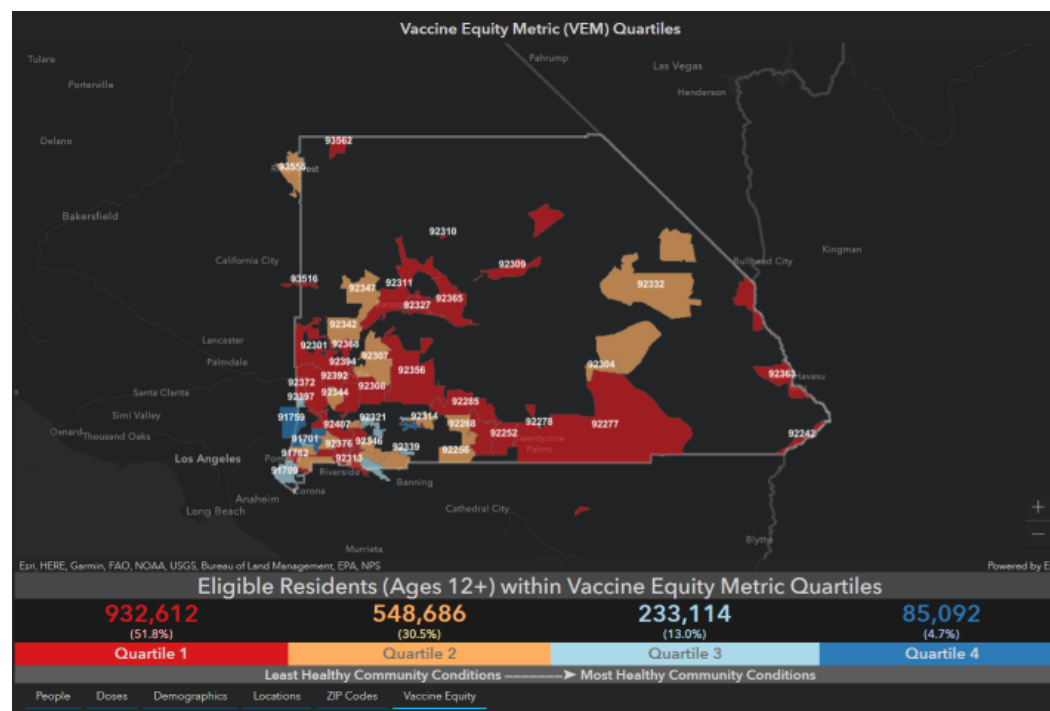 Vaccine Equity Metric (VEM) Quartiles
Tulare
Pahrump
Las Vegas
Porterville
Henderson
Delano
93562
93555
Bakersfield
92310
Kingman
California City
Bullhead City
92309
93516
92347
92311
92332
92365
92327
92342
Lancaster
92301
92368
92307
Palmdale
92394
92304
92356
92392
92372
92308
92363
Havasu
Santa Clarita
92344
92397
92285
Simi Valley
91759
92321
92314
92278
92277
Oxnard
Thousand Oaks
92407
92268
92252
92242
91701
92376
92346
92339
Twentynine
Palms
92256
Los Angeles
91762
92313
91709
Riverside
Banning
Anaheim
Corona
Long Beach
Cathedral City
Blythe
Murrieta
+
−
Esri, HERE, Garmin, FAO, NOAA, USGS, Bureau of Land Management, EPA, NPS
Powered by E
Eligible Residents (Ages 12+) within Vaccine Equity Metric Quartiles
932,612 548,686 233,114 85,092
(51.8%) (30.5%) (13.0%) (4.7%)
Quartile 1 Quartile 2 Quartile 3 Quartile 4
Least Healthy Community Conditions -------➤ Most Healthy Community Conditions
People Doses Demographics Locations ZIP Codes Vaccine Equity